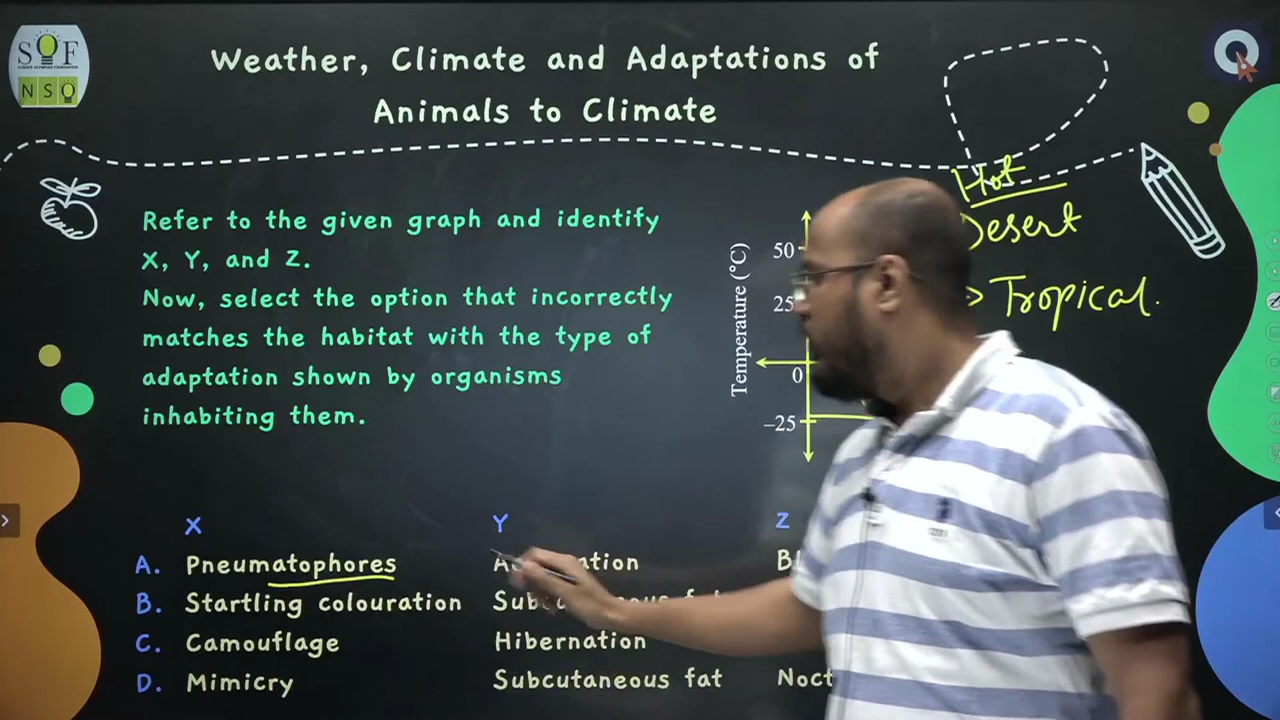 SOF
NSO
Weather, Climate and Adaptations of
Animals to Climate
Refer to the given graph and identify
X, Y, and Z.
Now, select the option that incorrectly
matches the habitat with the type of
adaptation shown by organisms
inhabiting them.
Temperature (°C)
50
25
0
-25
Hot
Desert
Tropical.
X Y Z
A. Pneumatophores
B. Startling colouration
C. Camouflage Hibernation
D. Mimicry Subcutaneous fat